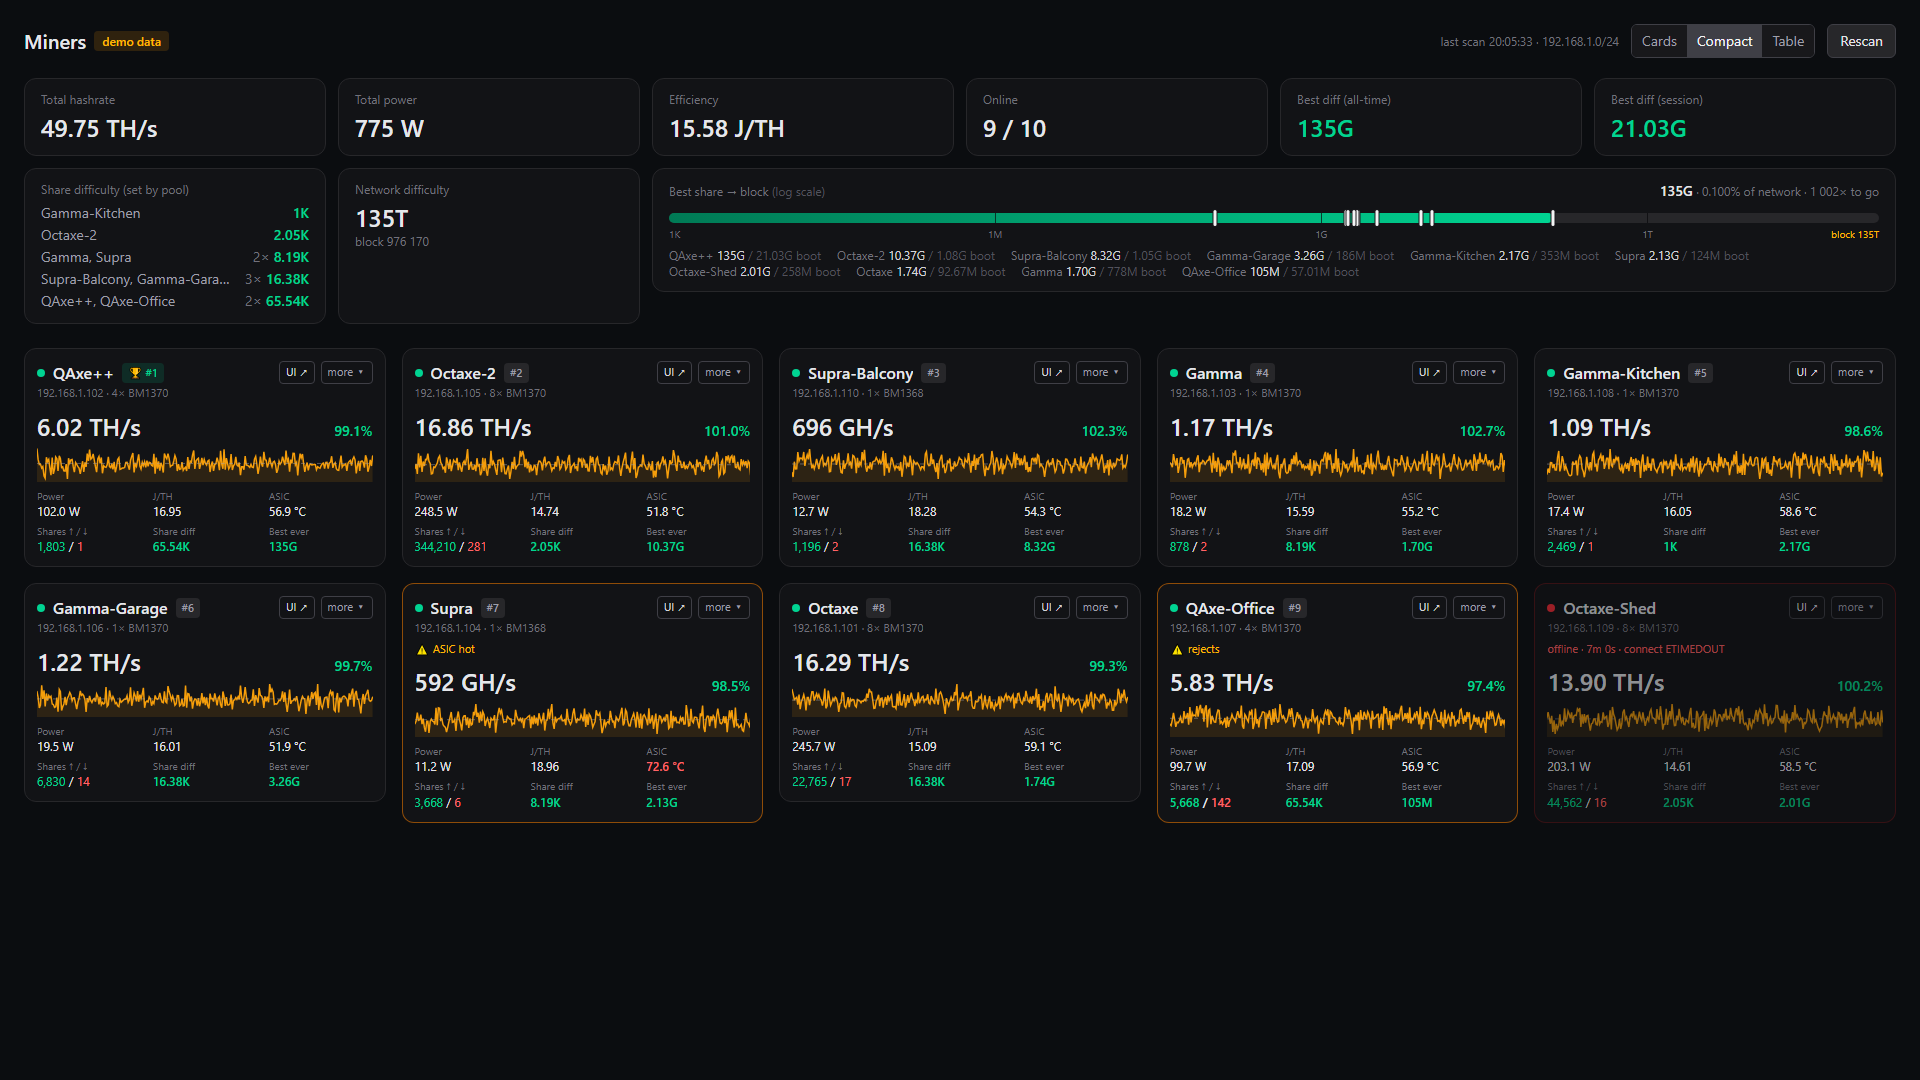 Miners demo data
last scan 20:05:33 · 192.168.1.0/24 Cards Compact Table Rescan
Total hashrate
49.75 TH/s
Total power
775 W
Efficiency
15.58 J/TH
Online
9 / 10
Best diff (all-time)
135G
Best diff (session)
21.03G
Share difficulty (set by pool)
Gamma-Kitchen 1K
Octaxe-2 2.05K
Gamma, Supra 2× 8.19K
Supra-Balcony, Gamma-Gara... 3× 16.38K
QAxe++, QAxe-Office 2× 65.54K
Network difficulty
135T
block 976 170
Best share → block (log scale) 135G · 0.100% of network · 1 002× to go
1K 1M 1G 1T block 135T
QAxe++ 135G / 21.03G boot Octaxe-2 10.37G / 1.08G boot Supra-Balcony 8.32G / 1.05G boot Gamma-Garage 3.26G / 186M boot Gamma-Kitchen 2.17G / 353M boot Supra 2.13G / 124M boot
Octaxe-Shed 2.01G / 258M boot Octaxe 1.74G / 92.67M boot Gamma 1.70G / 778M boot QAxe-Office 105M / 57.01M boot
QAxe++ #1 UI ↗ more ▾
192.168.1.102 · 4× BM1370
6.02 TH/s 99.1%
Power J/TH ASIC
102.0 W 16.95 56.9 °C
Shares ↑ / ↓ Share diff Best ever
1,803 / 1 65.54K 135G
Octaxe-2 #2 UI ↗ more ▾
192.168.1.105 · 8× BM1370
16.86 TH/s 101.0%
Power J/TH ASIC
248.5 W 14.74 51.8 °C
Shares ↑ / ↓ Share diff Best ever
344,210 / 281 2.05K 10.37G
Supra-Balcony #3 UI ↗ more ▾
192.168.1.110 · 1× BM1368
696 GH/s 102.3%
Power J/TH ASIC
12.7 W 18.28 54.3 °C
Shares ↑ / ↓ Share diff Best ever
1,196 / 2 16.38K 8.32G
Gamma #4 UI ↗ more ▾
192.168.1.103 · 1× BM1370
1.17 TH/s 102.7%
Power J/TH ASIC
18.2 W 15.59 55.2 °C
Shares ↑ / ↓ Share diff Best ever
878 / 2 8.19K 1.70G
Gamma-Kitchen #5 UI ↗ more ▾
192.168.1.108 · 1× BM1370
1.09 TH/s 98.6%
Power J/TH ASIC
17.4 W 16.05 58.6 °C
Shares ↑ / ↓ Share diff Best ever
2,469 / 1 1K 2.17G
Gamma-Garage #6 UI ↗ more ▾
192.168.1.106 · 1× BM1370
1.22 TH/s 99.7%
Power J/TH ASIC
19.5 W 16.01 51.9 °C
Shares ↑ / ↓ Share diff Best ever
6,830 / 14 16.38K 3.26G
Supra #7 UI ↗ more ▾
192.168.1.104 · 1× BM1368
ASIC hot
592 GH/s 98.5%
Power J/TH ASIC
11.2 W 18.96 72.6 °C
Shares ↑ / ↓ Share diff Best ever
3,668 / 6 8.19K 2.13G
Octaxe #8 UI ↗ more ▾
192.168.1.101 · 8× BM1370
16.29 TH/s 99.3%
Power J/TH ASIC
245.7 W 15.09 59.1 °C
Shares ↑ / ↓ Share diff Best ever
22,765 / 17 16.38K 1.74G
QAxe-Office #9 UI ↗ more ▾
192.168.1.107 · 4× BM1370
rejects
5.83 TH/s 97.4%
Power J/TH ASIC
99.7 W 17.09 56.9 °C
Shares ↑ / ↓ Share diff Best ever
5,668 / 142 65.54K 105M
Octaxe-Shed UI ↗ more ▾
192.168.1.109 · 8× BM1370
offline · 7m 0s · connect ETIMEDOUT
13.90 TH/s 100.2%
Power J/TH ASIC
203.1 W 14.61 58.5 °C
Shares ↑ / ↓ Share diff Best ever
44,562 / 16 2.05K 2.01G